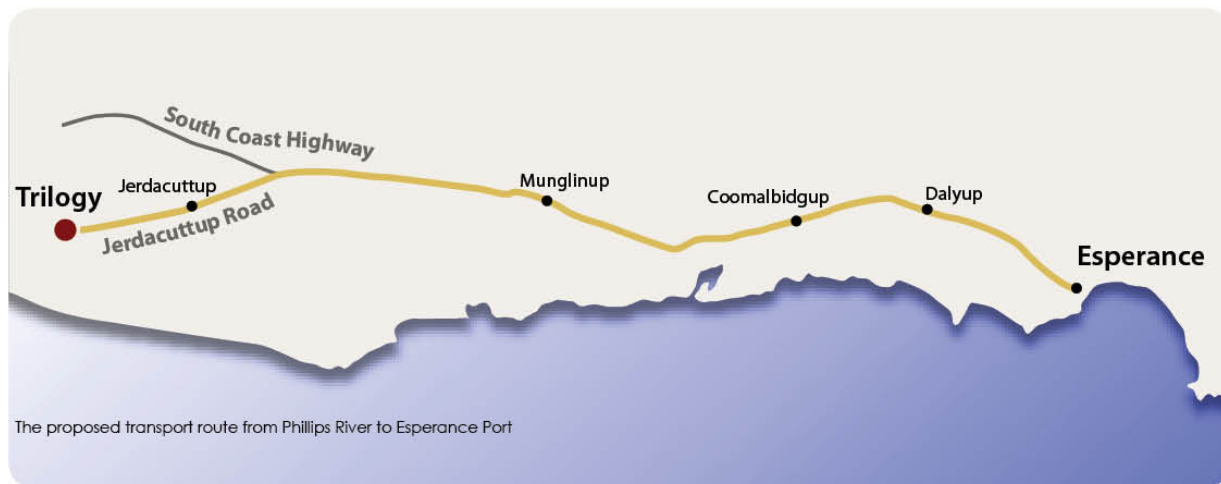 South Coast Highway
Trilogy
Jerdacuttup
Jerdacuttup Road
Munglinup
Coomalbidgup
Dalyup
Esperance
The proposed transport route from Phillips River to Esperance Port